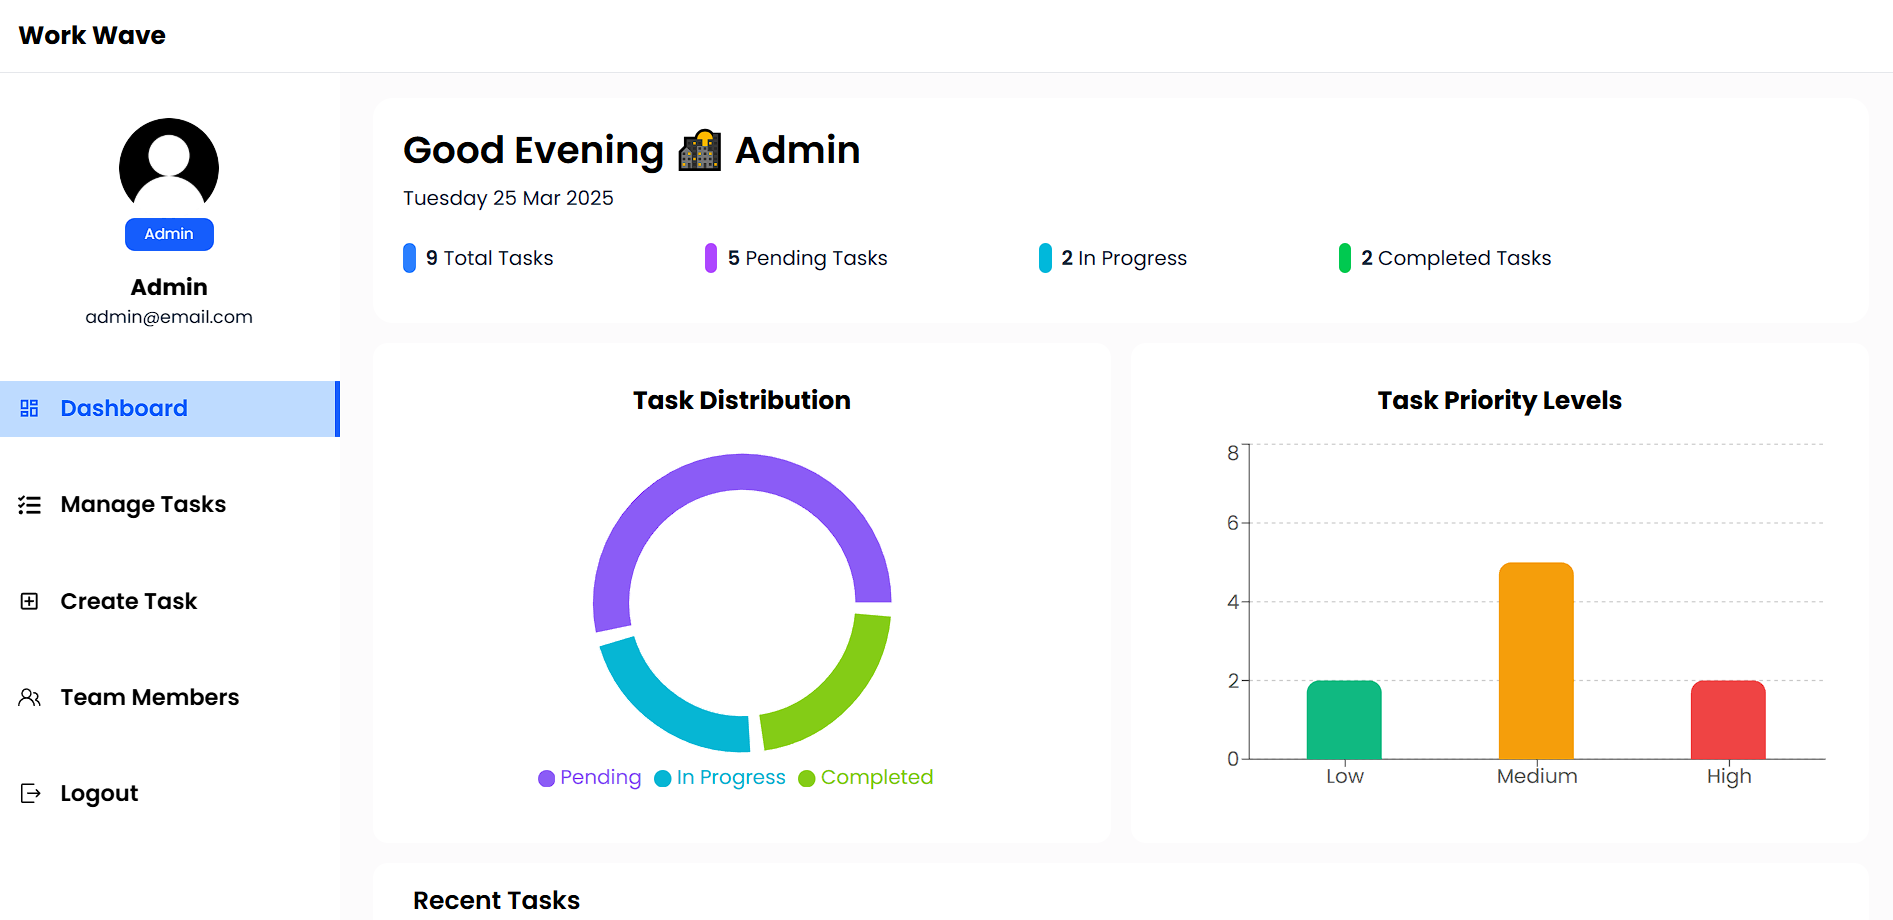 Work Wave
Admin
Admin
admin@email.com
Dashboard
Manage Tasks
Create Task
Team Members
Logout
Good Evening 🌇 Admin
Tuesday 25 Mar 2025
9 Total Tasks
5 Pending Tasks
2 In Progress
2 Completed Tasks
Task Distribution
Pending
In Progress
Completed
Task Priority Levels
8
6
4
2
0
Low
Medium
High
Recent Tasks